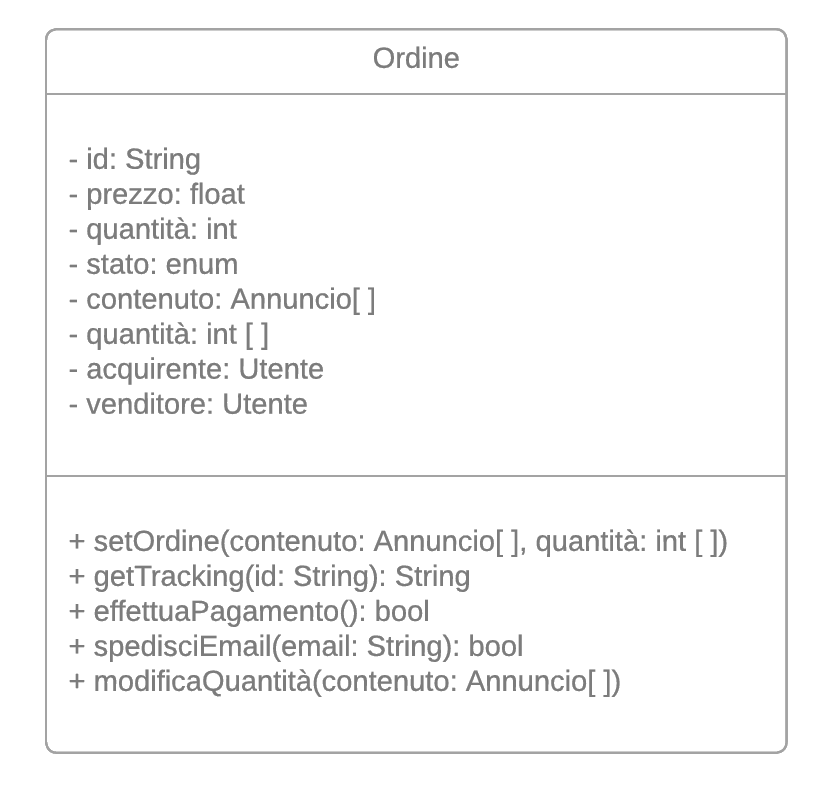 Ordine
- id: String
- prezzo: float
- quantità: int
- stato: enum
- contenuto: Annuncio[ ]
- quantità: int [ ]
- acquirente: Utente
- venditore: Utente
+ setOrdine(contenuto: Annuncio[ ], quantità: int [ ])
+ getTracking(id: String): String
+ effettuaPagamento(): bool
+ spedisciEmail(email: String): bool
+ modificaQuantità(contenuto: Annuncio[ ])